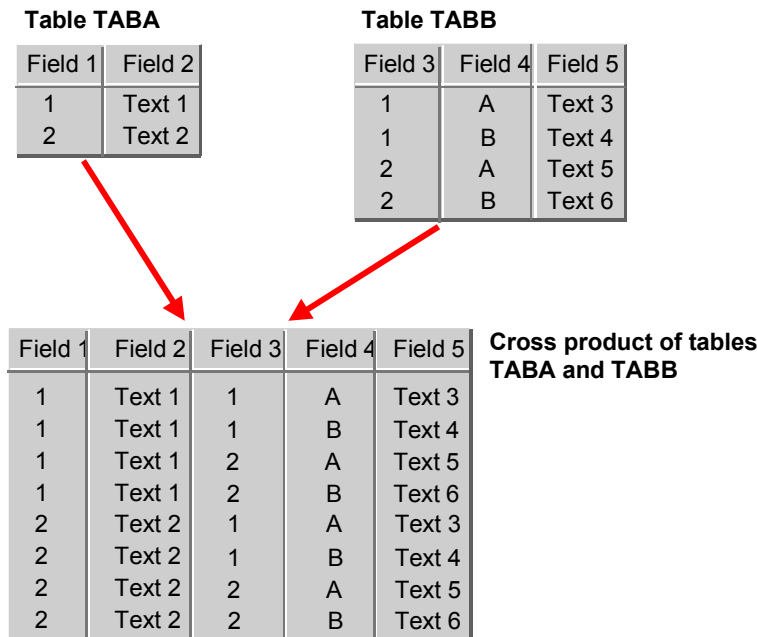 Table TABA
Table TABB
Field 1 Field 2
1 Text 1
2 Text 2
Field 3 Field 4 Field 5
1 A Text 3
1 B Text 4
2 A Text 5
2 B Text 6
Field 1 Field 2 Field 3 Field 4 Field 5
1 Text 1 1 A Text 3
1 Text 1 1 B Text 4
1 Text 1 2 A Text 5
1 Text 1 2 B Text 6
2 Text 2 1 A Text 3
2 Text 2 1 B Text 4
2 Text 2 2 A Text 5
2 Text 2 2 B Text 6
Cross product of tables
TABA and TABB